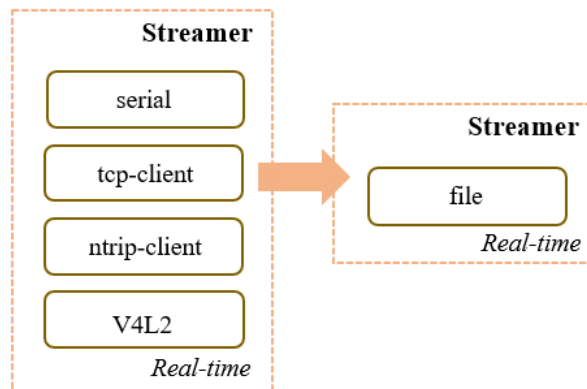 Streamer
serial
tcp-client
ntrip-client
V4L2
Real-time
Streamer
file
Real-time